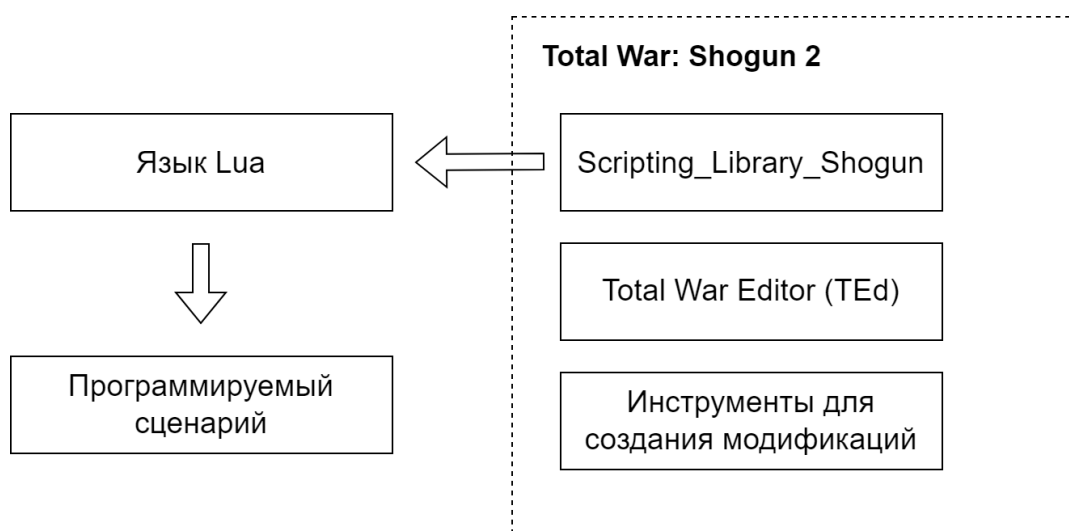 Total War: Shogun 2
Язык Lua
Scripting_Library_Shogun
Total War Editor (TEd)
Программируемый
сценарий
Инструменты для
создания модификаций